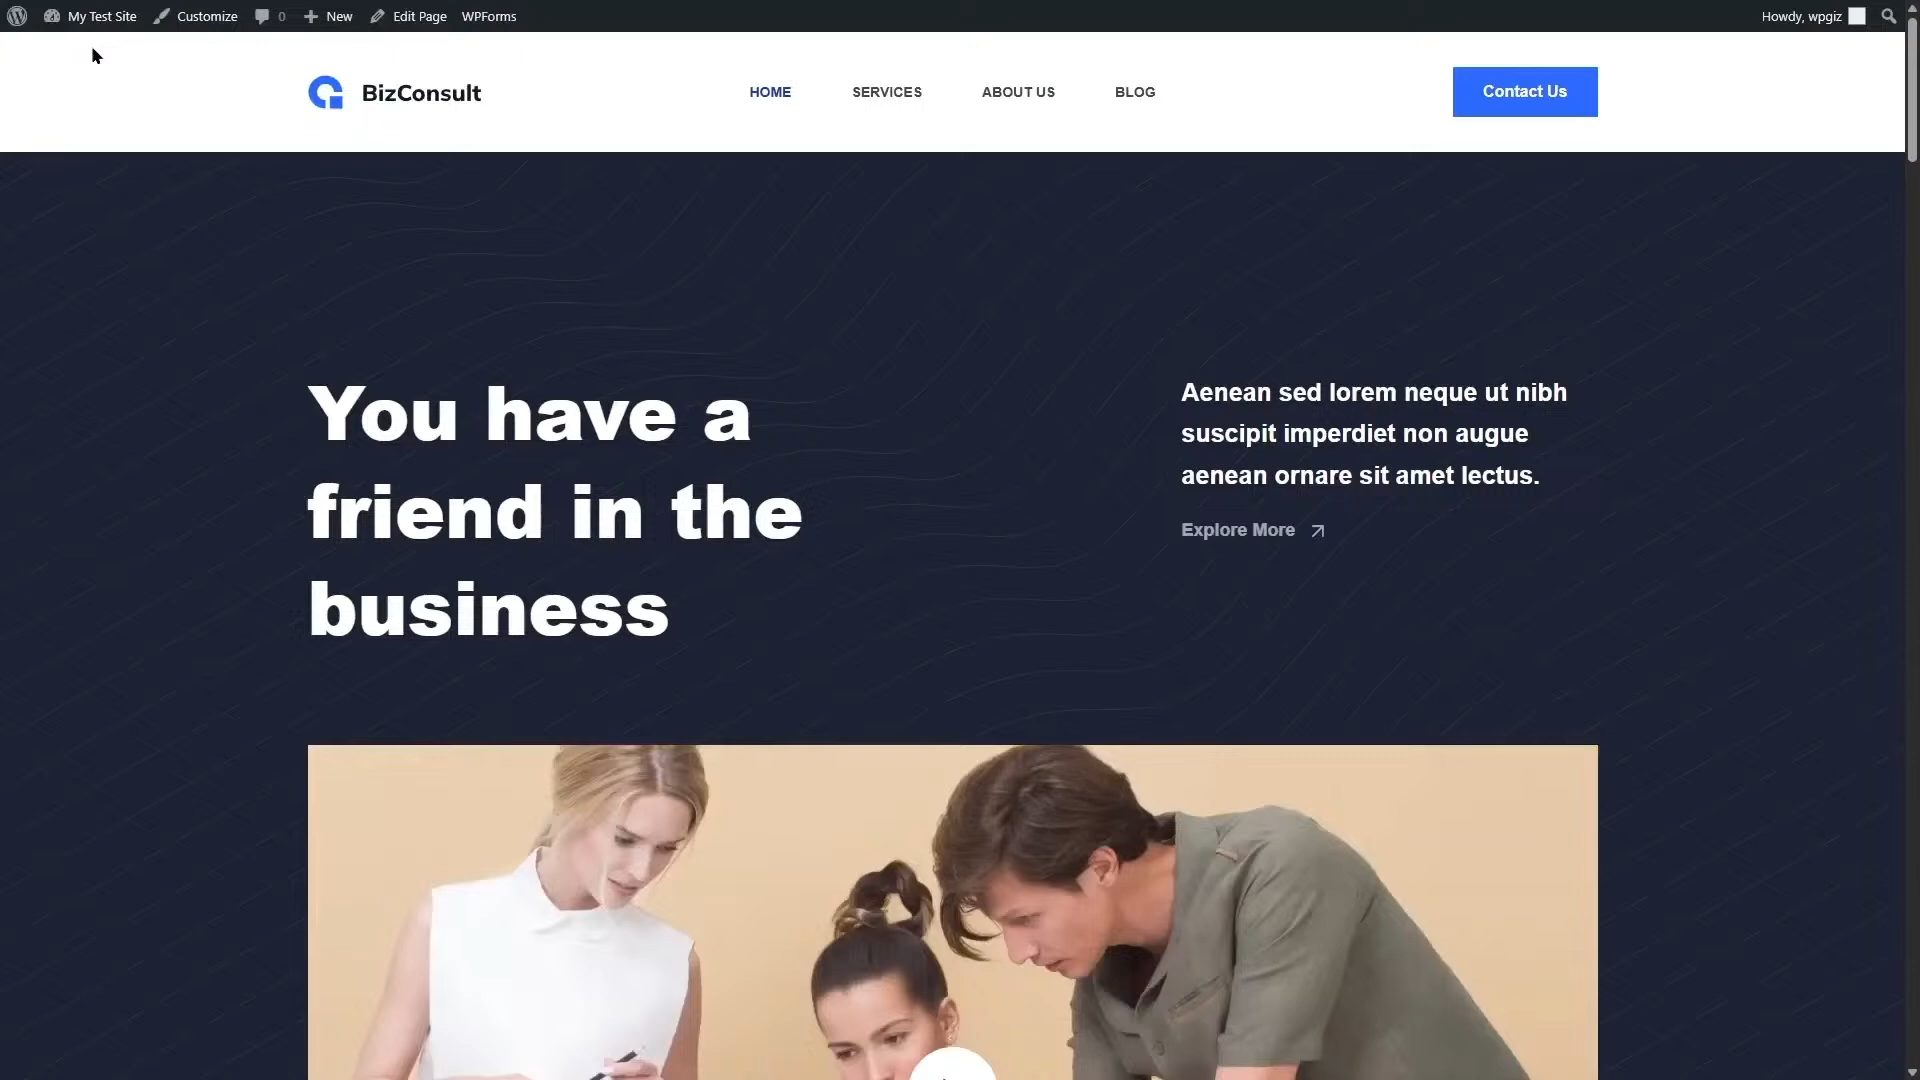 My Test Site Customize 0 New Edit Page WPForms Howdy, wpgiz
BizConsult HOME SERVICES ABOUT US BLOG Contact Us
You have a
friend in the
business
Aenean sed lorem neque ut nibh
suscipit imperdiet non augue
aenean ornare sit amet lectus.
Explore More